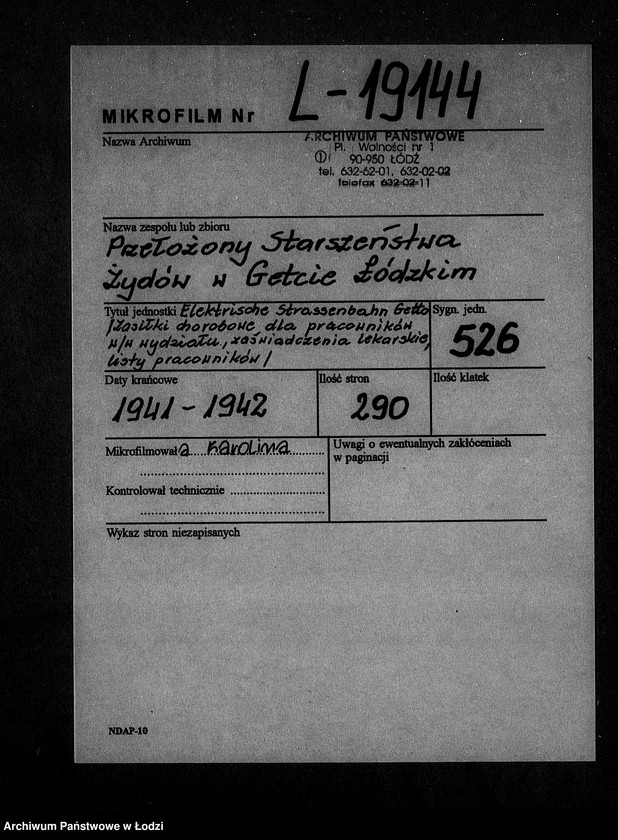 MIKROFILM Nr L-19144
Nazwa Archiwum
ARCHIWUM PAŃSTWOWE
Pl. Wolności nr 1
90-950 ŁÓDŹ
tel. 632-62-01, 632-02-02
telefax 632-02-11
Nazwa zespołu lub zbioru
Przełożony Starszeństwa
Żydów w Getcie Łódzkim
Tytuł jednostki Elektrische Strassenbahn Getto
/Zasiłki chorobowe dla pracowników
w/w wydziału, zaświadczenia lekarskie,
listy pracowników/
Sygn. jedn.
526
Daty krańcowe
1941 - 1942
Ilość stron
290
Ilość klatek
Mikrofilmowała Karolina
Kontrolował technicznie
Uwagi o ewentualnych zakłóceniach
w paginacji
Wykaz stron niezapisanych
NDAP-10
Archiwum Państwowe w Łodzi